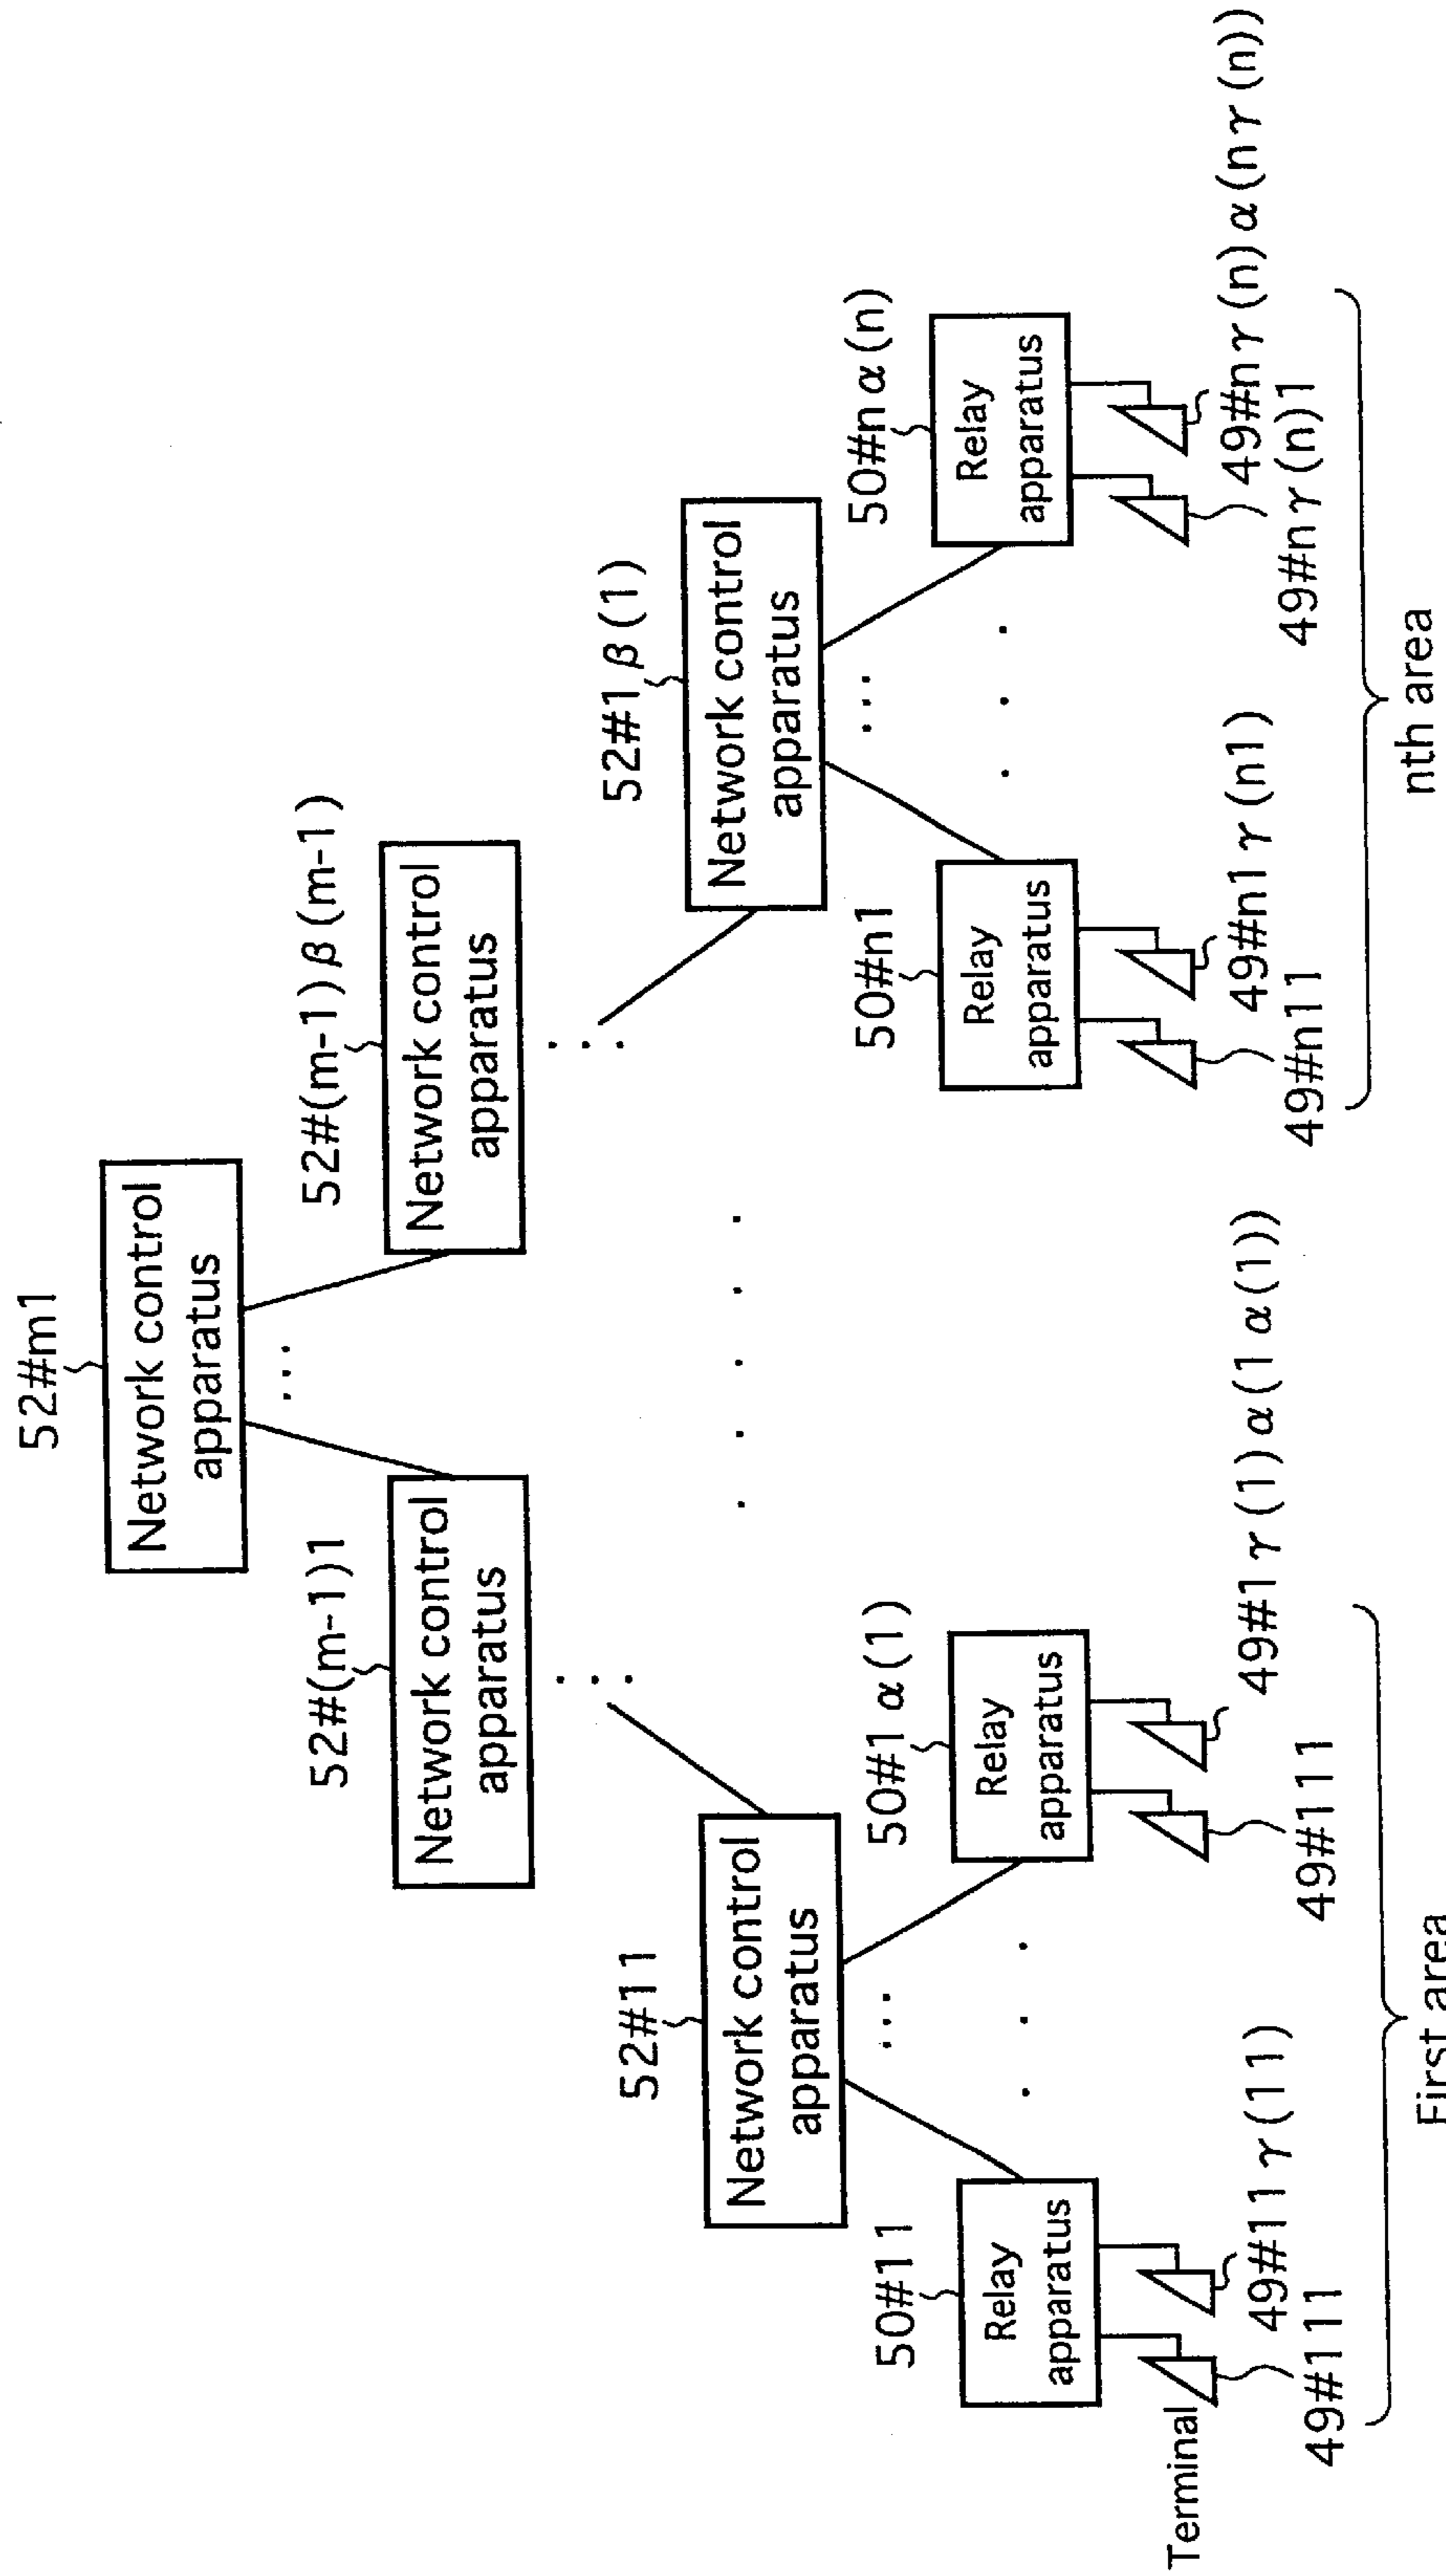 52#m1
Network control
apparatus
52#(m-1)1
Network control
apparatus
52#(m-1)β(m-1)
Network control
apparatus
52#11
Network control
apparatus
52#1β(1)
Network control
apparatus
50#11
Relay
apparatus
50#1α(1)
Relay
apparatus
50#n1
Relay
apparatus
50#nα(n)
Relay
apparatus
Terminal
49#111
49#11γ(11)
49#111
49#1γ(1)α(1α(1))
49#n11
49#n1γ(n1)
49#nγ(n)1
49#nγ(n)α(nγ(n))
First area
nth area